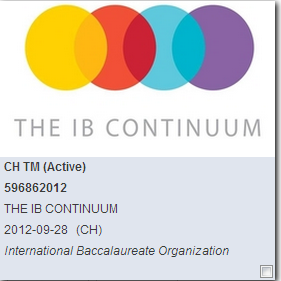 THE IB CONTINUUM
CH TM (Active)
596862012
THE IB CONTINUUM
2012-09-28 (CH)
International Baccalaureate Organization